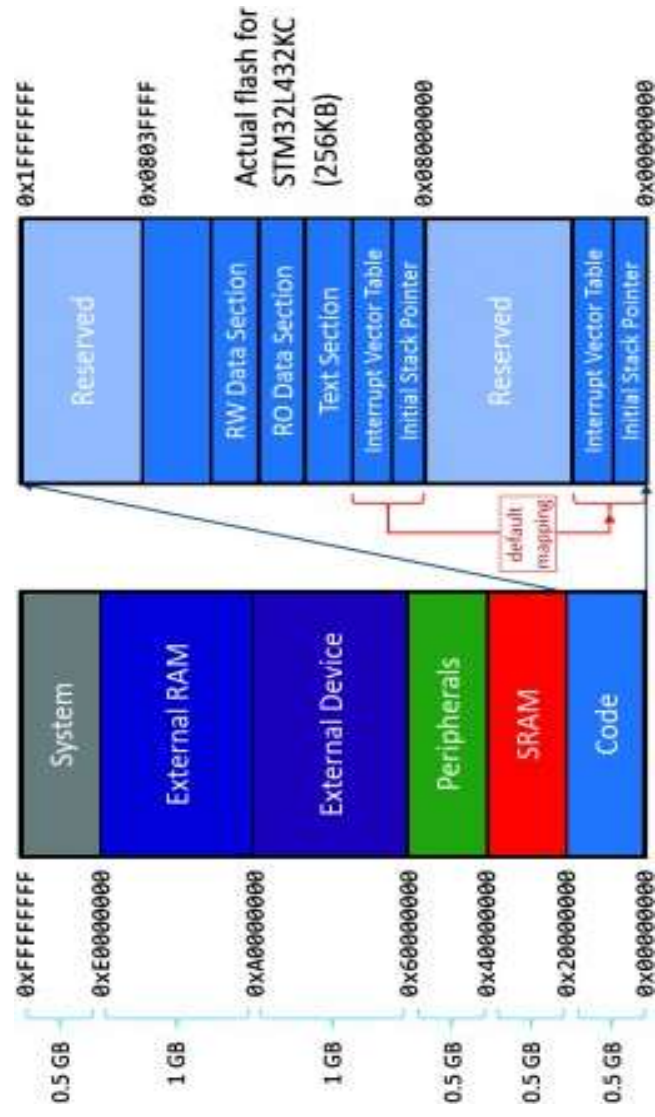 0.5 GB
1 GB
1 GB
0.5 GB
0.5 GB
0.5 GB
0xFFFFFFFF
0xE0000000
0xA0000000
0x60000000
0x40000000
0x20000000
0x00000000
System
External RAM
External Device
Peripherals
SRAM
Code
default
mapping
Reserved
RW Data Section
RO Data Section
Text Section
Interrupt Vector Table
Initial Stack Pointer
Reserved
Interrupt Vector Table
Initial Stack Pointer
0x1FFFFFFF
0x0803FFFF
Actual flash for
STM32L432KC
(256KB)
0x08000000
0x00000000